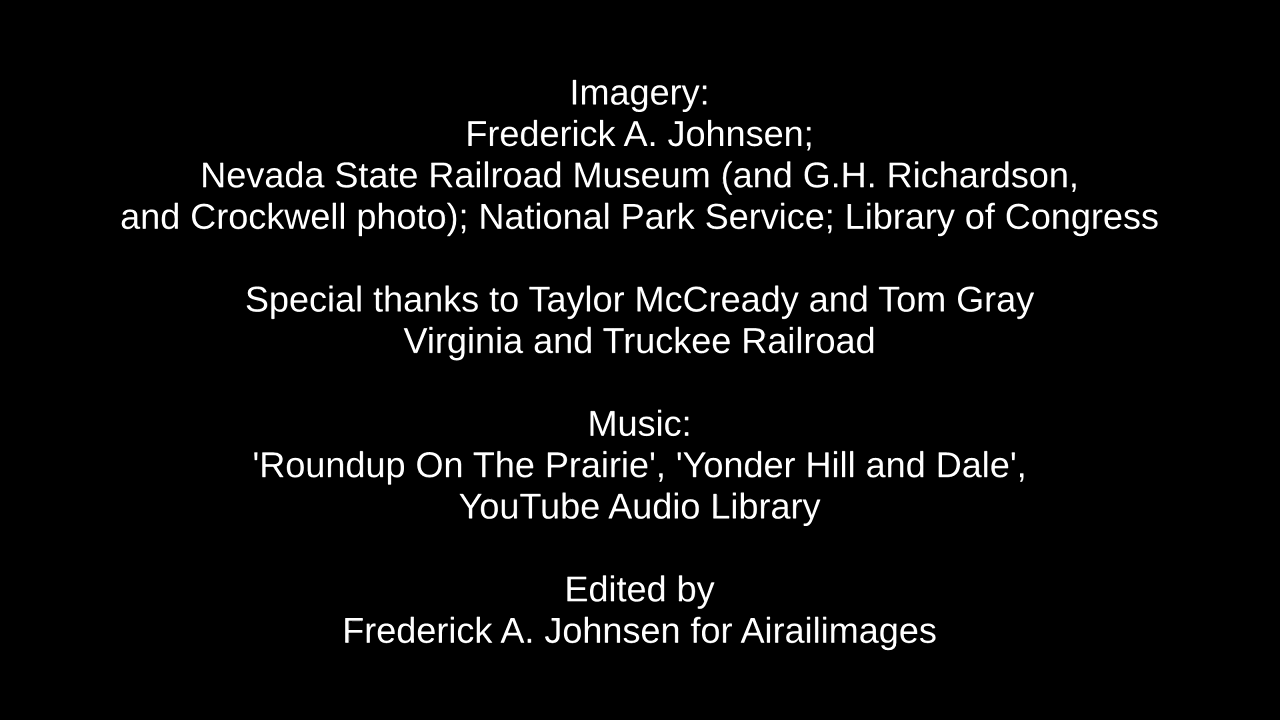 Imagery:
Frederick A. Johnsen;
Nevada State Railroad Museum (and G.H. Richardson,
and Crockwell photo); National Park Service; Library of Congress
Special thanks to Taylor McCready and Tom Gray
Virginia and Truckee Railroad
Music:
'Roundup On The Prairie', 'Yonder Hill and Dale',
YouTube Audio Library
Edited by
Frederick A. Johnsen for Airailimages